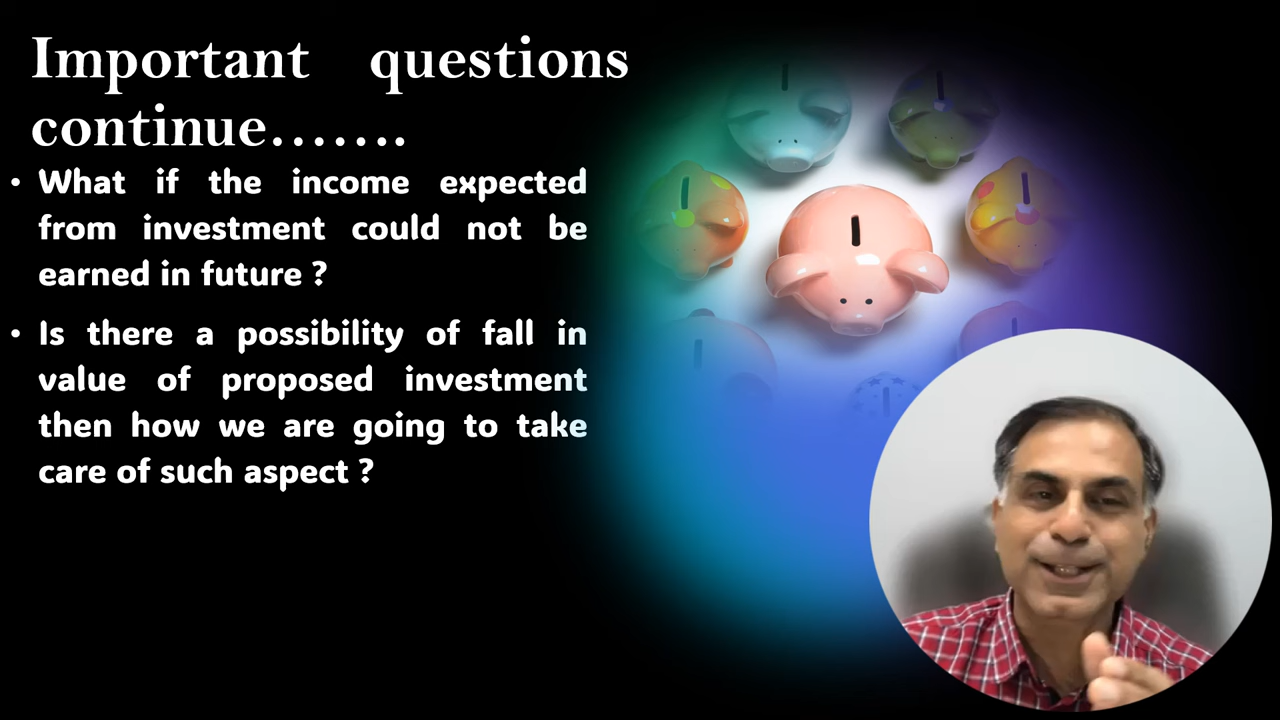 Important questions
continue.......
• What if the income expected
from investment could not be
earned in future ?
• Is there a possibility of fall in
value of proposed investment
then how we are going to take
care of such aspect ?